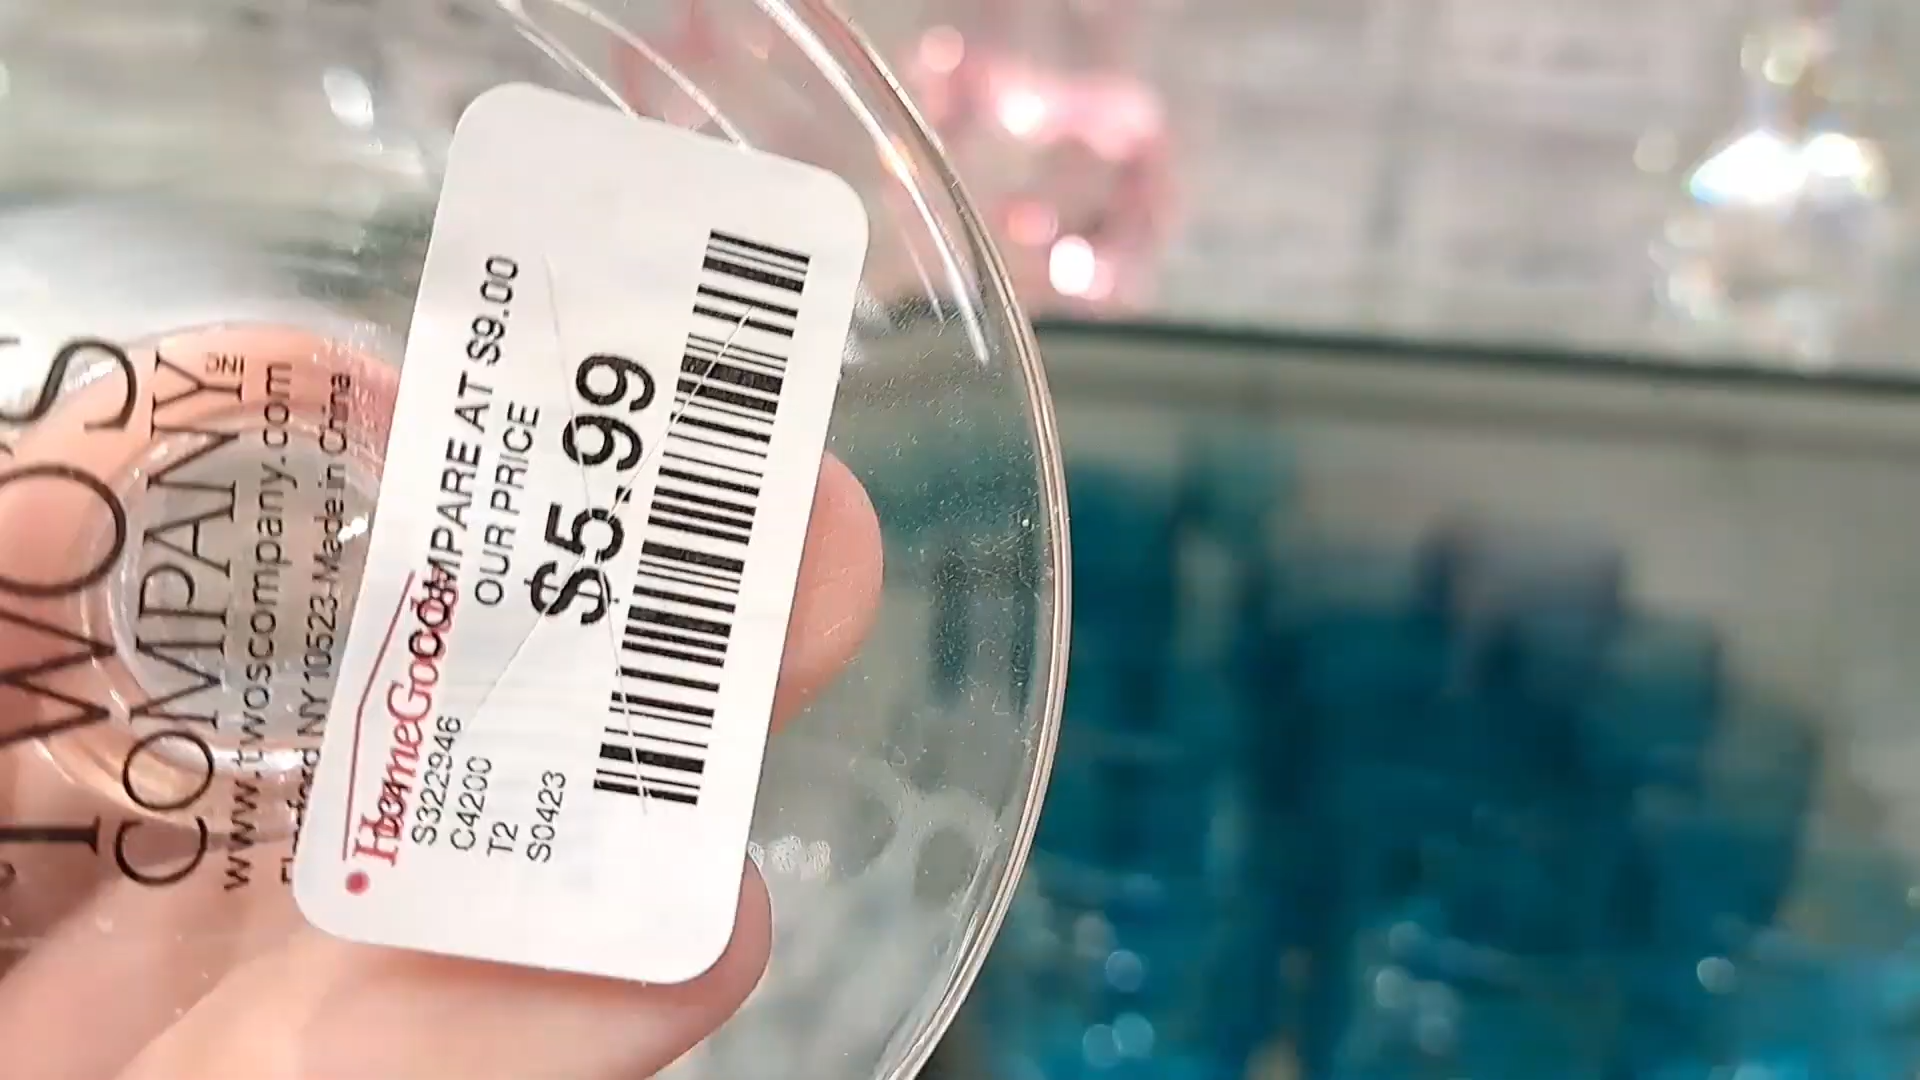 TWO'S
COMPANY INC
www.twoscompany.com
Elmsford NY 10523-Made in China
HomeGoods
COMPARE AT $9.00
OUR PRICE
$5.99
S322946
C4200
T2
S0423